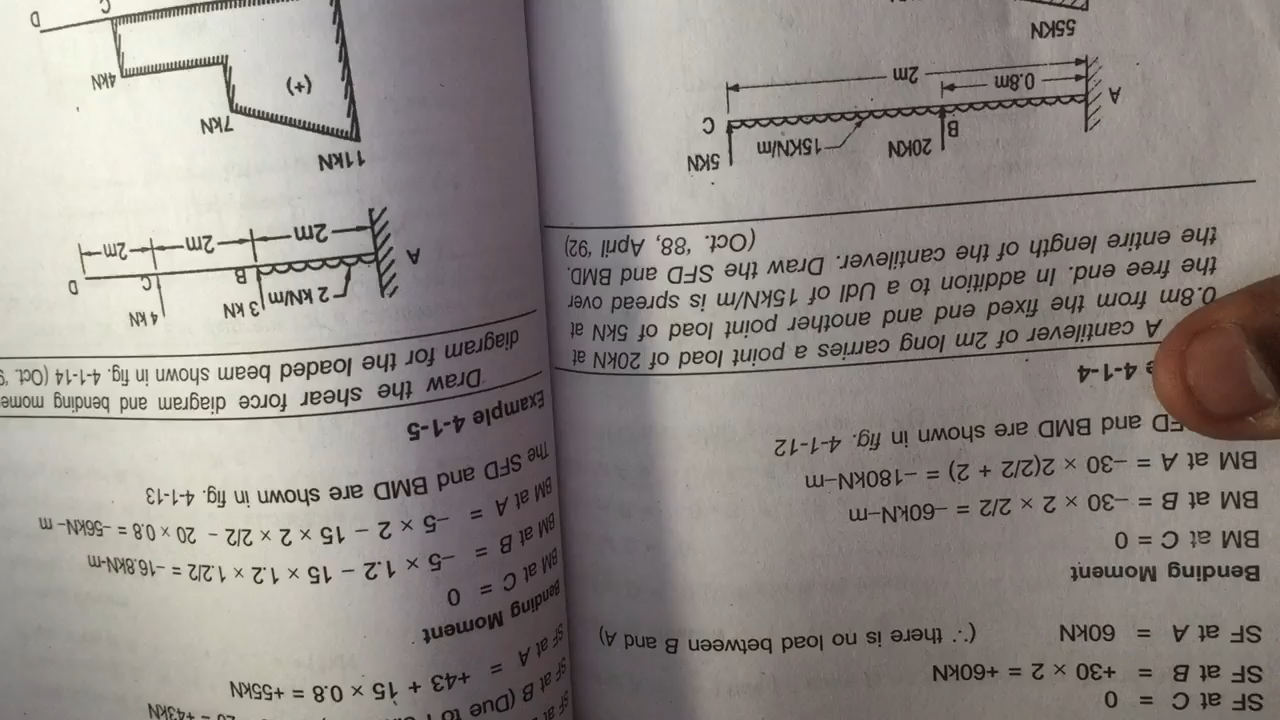 SF at C = 0
SF at B = +30 × 2 = +60kN
SF at A = 60kN (∵ there is no load between B and A)
Bending Moment
BM at C = 0
BM at B = –30 × 2 × 2/2 = –60kN–m
BM at A = –30 × 2(2/2 + 2) = –180kN–m
and BMD are shown in fig. 4-1-12
4-1-4
A cantilever of 2m long carries a point load of 20kN at
0.8m from the fixed end and another point load of 5kN at
the free end. In addition to a Udl of 15kN/m is spread over
the entire length of the cantilever. Draw the SFD and BMD.
(Oct. '88, April '92)
A
B
20KN
15KN/m
5KN
C
0.8m
2m
55KN
SF at
SF at B (Due to 20 = +43kN
SF at A = +43 + 15 × 0.8 = +55kN
Bending Moment
BM at C = 0
BM at B = –5 × 1.2 – 15 × 1.2 × 1.2/2 = –16.8kN–m
BM at A = –5 × 2 – 15 × 2 × 2/2 – 20 × 0.8 = –56kN–m
The SFD and BMD are shown in fig. 4-1-13
Example 4-1-5
Draw the shear force diagram and bending
diagram for the loaded beam shown in fig. 4-1-14 (Oct.
A
2 kN/m
3 kN
B
4 kN
C
D
2m
2m
2m
11kN
7kN
(+)
4kN
C
D